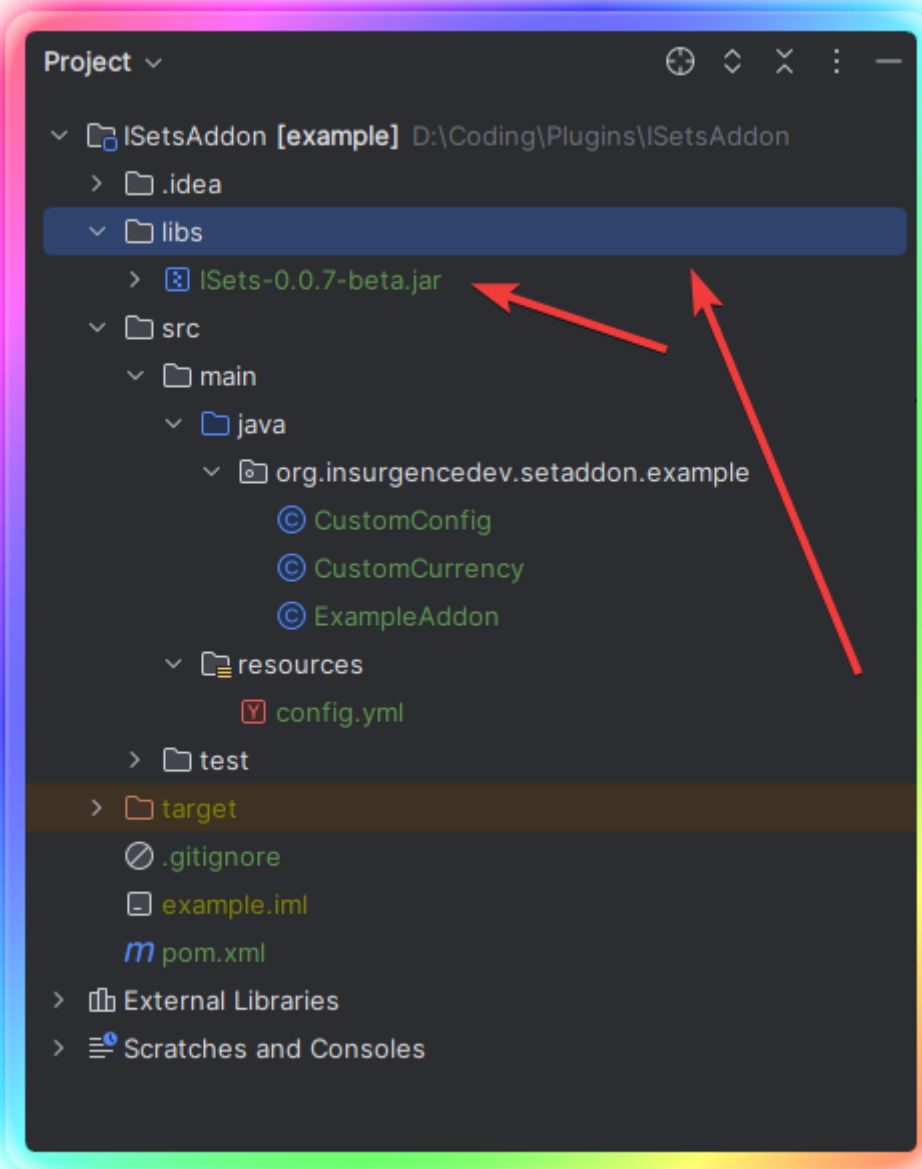 Project
ISetsAddon [example] D:\Coding\Plugins\ISetsAddon
.idea
libs
ISets-0.0.7-beta.jar
src
main
java
org.insurgencedev.setaddon.example
CustomConfig
CustomCurrency
ExampleAddon
resources
config.yml
test
target
.gitignore
example.iml
pom.xml
External Libraries
Scratches and Consoles